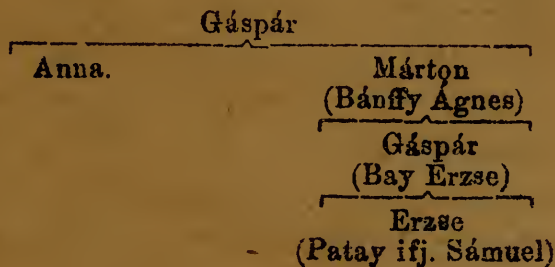 Gáspár
Anna. Márton
(Bánffy Ágnes)
Gáspár
(Bay Erzse)
Erzse
(Patay ifj. Sámuel)